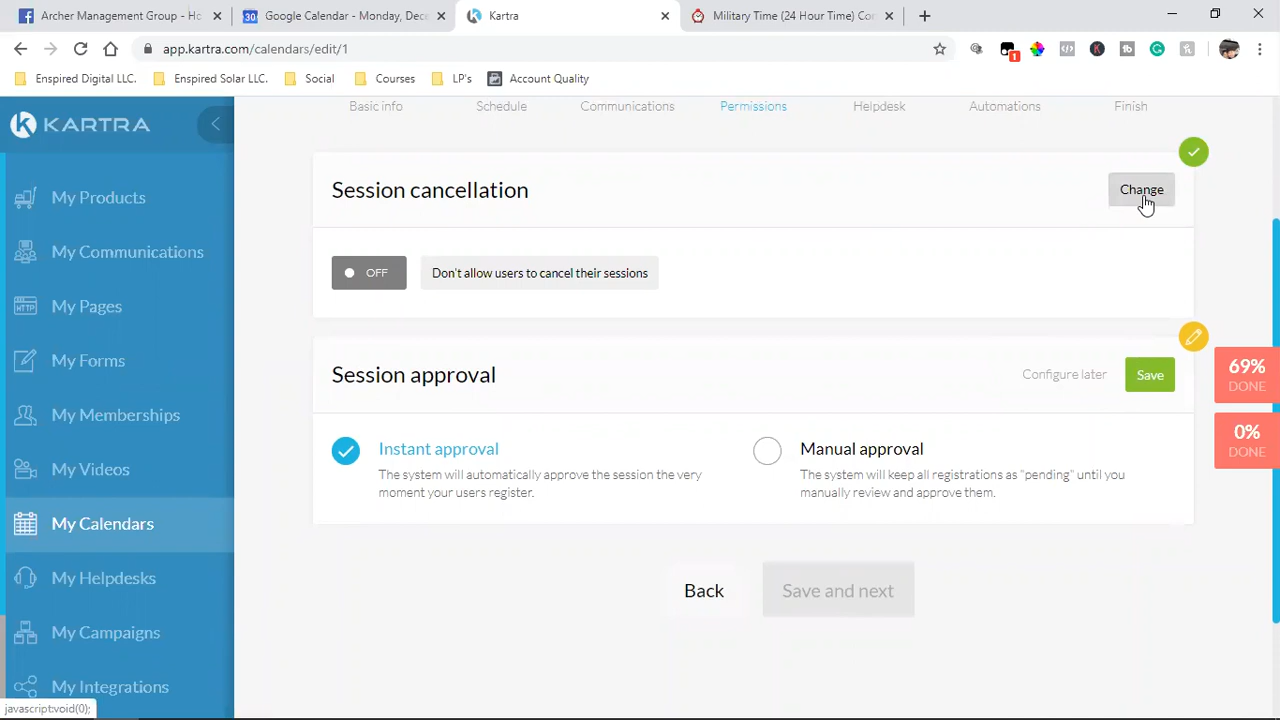 Archer Management Group - Ho
Google Calendar - Monday, Dece
Kartra
Military Time (24 Hour Time) Con
app.kartra.com/calendars/edit/1
1
Enspired Digital LLC.
Enspired Solar LLC.
Social
Courses
LP's
Account Quality
KARTRA
Basic info
Schedule
Communications
Permissions
Helpdesk
Automations
Finish
My Products
My Communications
My Pages
My Forms
My Memberships
My Videos
My Calendars
My Helpdesks
My Campaigns
My Integrations
Session cancellation
Change
OFF
Don't allow users to cancel their sessions
Session approval
Configure later
Save
Instant approval
The system will automatically approve the session the very
moment your users register.
Manual approval
The system will keep all registrations as "pending" until you
manually review and approve them.
Back
Save and next
69%
DONE
0%
DONE
javascript:void(0);